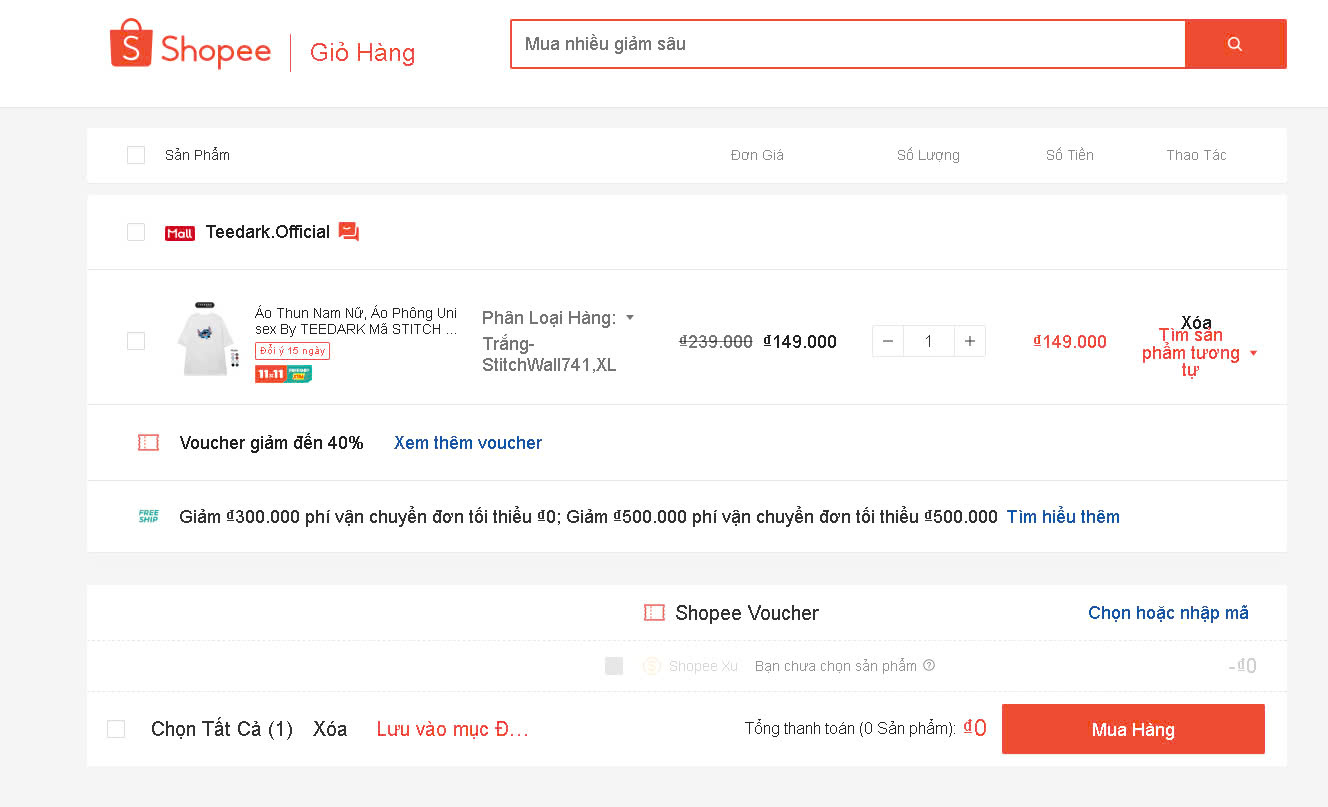 Shopee Giỏ Hàng
Mua nhiều giảm sâu
Sản Phẩm Đơn Giá Số Lượng Số Tiền Thao Tác
Mall Teedark.Official
Áo Thun Nam Nữ, Áo Phông Uni
sex By TEEDARK Mã STITCH ...
Đổi ý 15 ngày
11.11
Phân Loại Hàng:
Trắng-
StitchWall741,XL
₫239.000 ₫149.000
1
₫149.000
Xóa
Tìm sản
phẩm tương
tự
Voucher giảm đến 40% Xem thêm voucher
FREE
SHIP
Giảm ₫300.000 phí vận chuyển đơn tối thiểu ₫0; Giảm ₫500.000 phí vận chuyển đơn tối thiểu ₫500.000 Tìm hiểu thêm
Shopee Voucher Chọn hoặc nhập mã
Shopee Xu Bạn chưa chọn sản phẩm -₫0
Chọn Tất Cả (1) Xóa Lưu vào mục Đ... Tổng thanh toán (0 Sản phẩm): ₫0 Mua Hàng